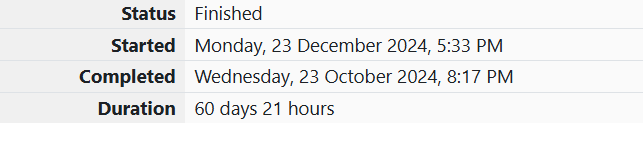 Status Finished
Started Monday, 23 December 2024, 5:33 PM
Completed Wednesday, 23 October 2024, 8:17 PM
Duration 60 days 21 hours